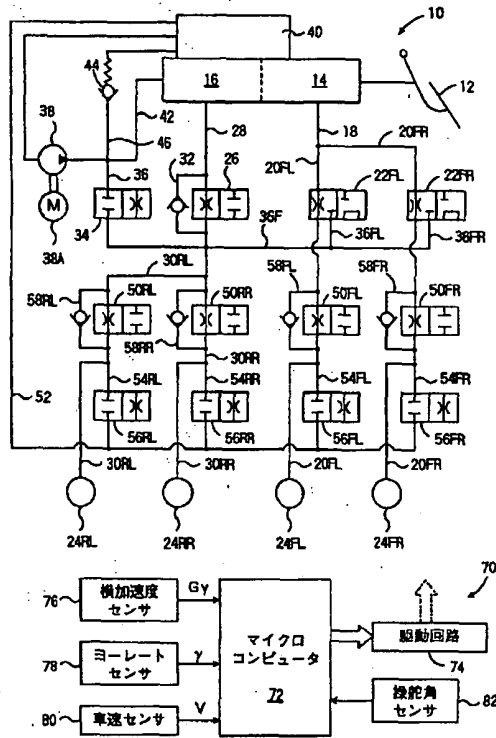 10
40
44
16
14
12
38
42
28
18
46
20FR
36
32
26
20FL
22FL
22FR
M
34
36F
36FL
36FR
38A
30RL
58FL
58FR
58RL
50RL
50RR
50FL
50FR
58RR
30RR
52
54RL
54RR
54FL
54FR
56RL
56RR
56FL
56FR
30RL
30RR
20FL
20FR
24RL
24RR
24FL
24FR
70
76
横加速度
センサ
Gy
マイクロ
コンピュータ
72
駆動回路
74
78
ヨーレート
センサ
γ
操舵角
センサ
82
80
車速センサ
V